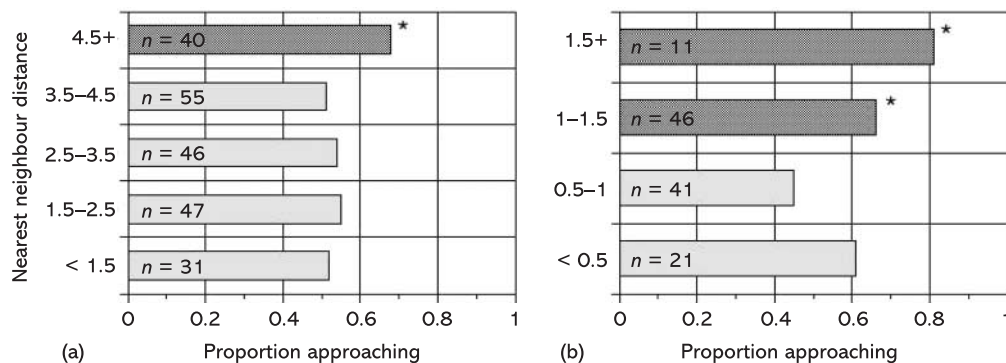 Nearest neighbour distance
4.5+
n = 40
*
3.5–4.5
n = 55
2.5–3.5
n = 46
1.5–2.5
n = 47
< 1.5
n = 31
0 0.2 0.4 0.6 0.8 1
(a) Proportion approaching
1.5+
n = 11
*
1–1.5
n = 46
*
0.5–1
n = 41
< 0.5
n = 21
0 0.2 0.4 0.6 0.8 1
(b) Proportion approaching